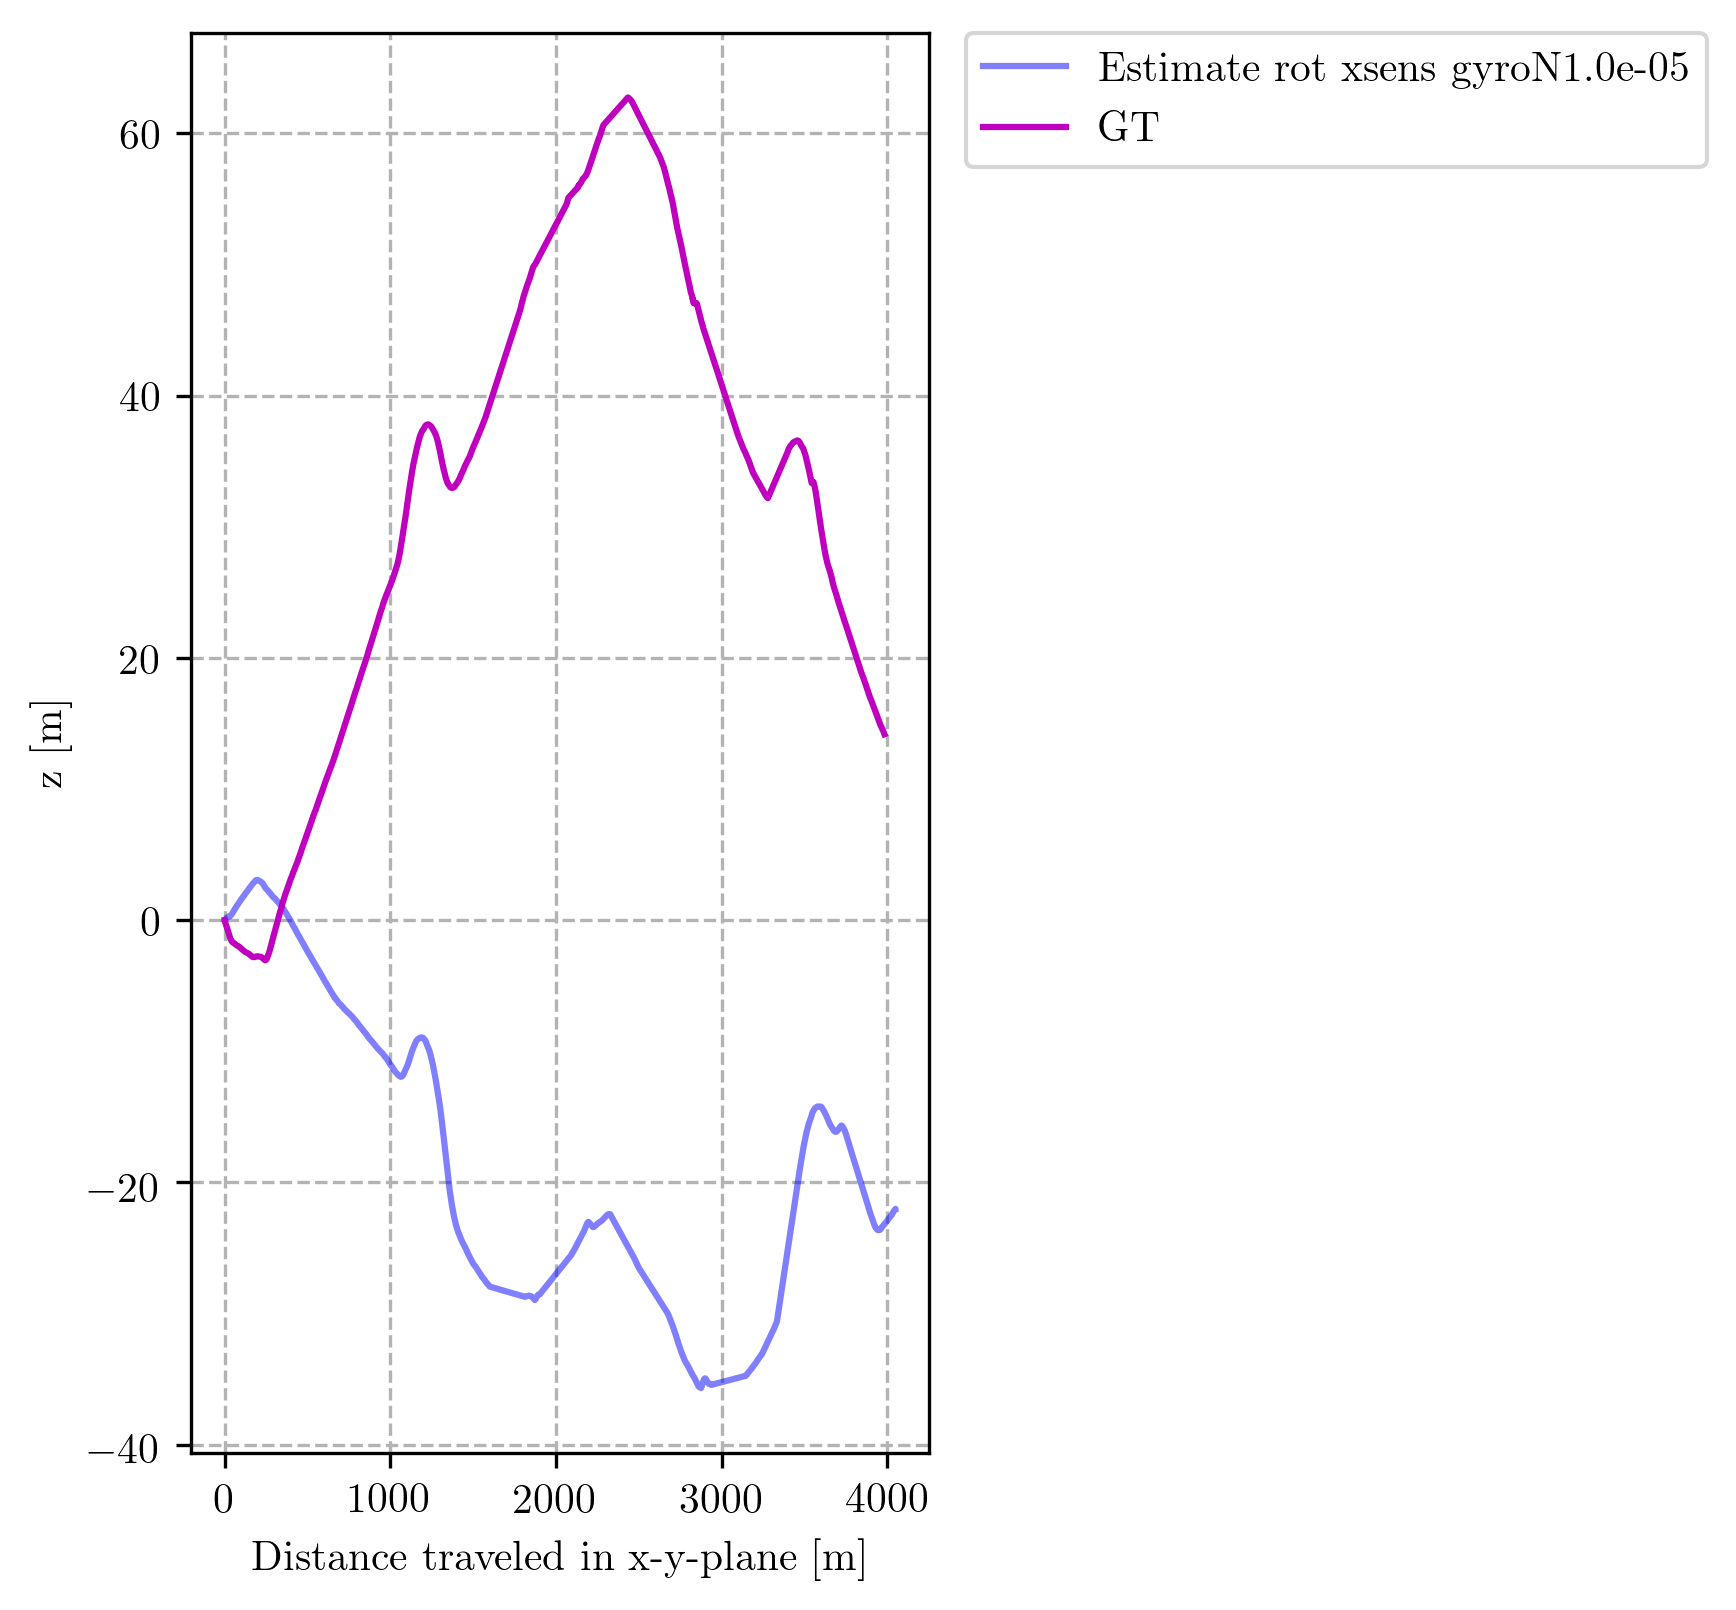 Estimate rot xsens gyroN1.0e-05
GT
z [m]
60
40
20
0
−20
−40
0 1000 2000 3000 4000
Distance traveled in x-y-plane [m]